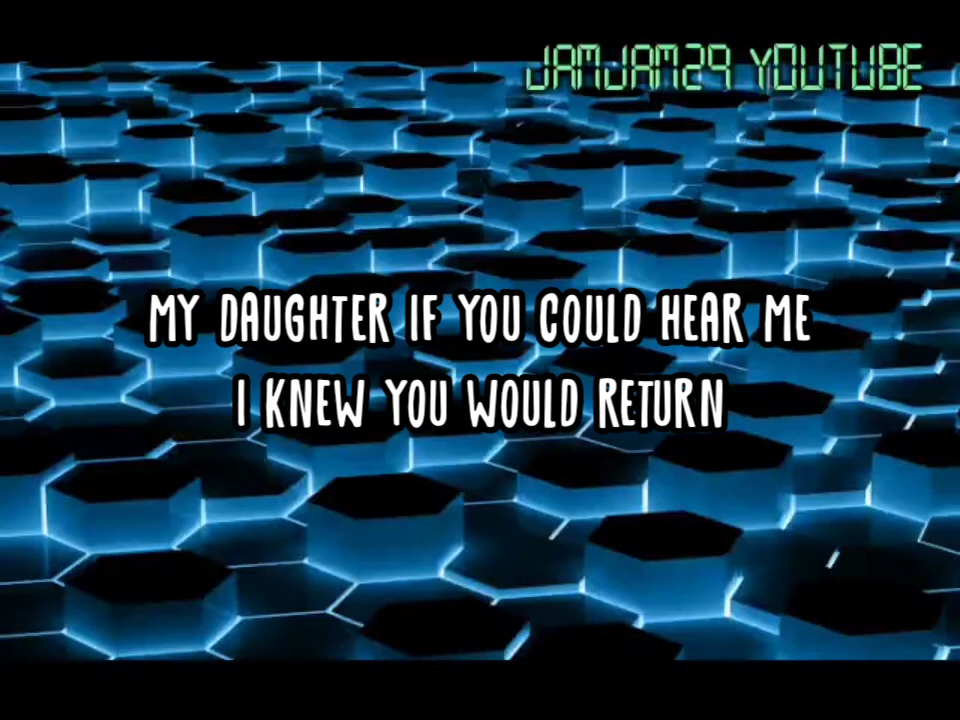 JAMJAM29 YOUTUBE
MY DAUGHTER IF YOU COULD HEAR ME
I KNEW YOU WOULD RETURN